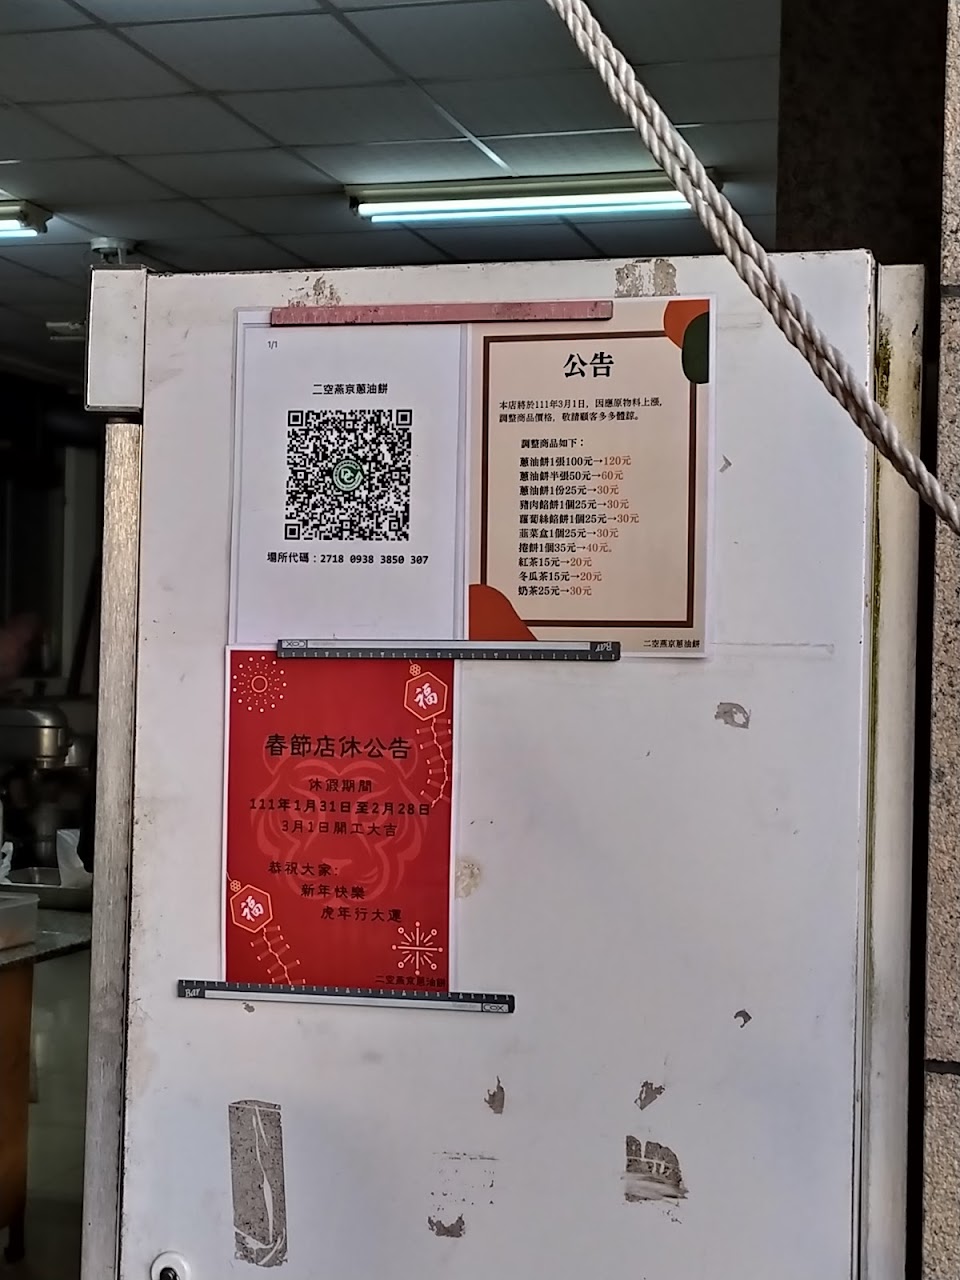 1/1
二空燕京蔥油餅
場所代碼：2718 0938 3850 307
公告
本店將於111年3月1日，因應原物料上漲，
調整商品價格，敬請顧客多多體諒。
調整商品如下：
蔥油餅1張100元→120元
蔥油餅半張50元→60元
蔥油餅1份25元→30元
豬肉餡餅1個25元→30元
蘿蔔絲餡餅1個25元→30元
韮菜盒1個25元→30元
捲餅1個35元→40元。
紅茶15元→20元
冬瓜茶15元→20元
奶茶25元→30元
二空燕京蔥油餅
COX
Bar
福
春節店休公告
休假期間
111年1月31日至2月28日
3月1日開工大吉
恭祝大家：
新年快樂
虎年行大運
福
二空燕京蔥油餅
Bar
COX